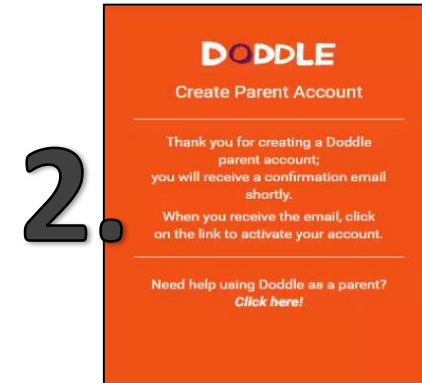 2.
DODDLE
Create Parent Account
Thank you for creating a Doddle
parent account;
you will receive a confirmation email
shortly.
When you receive the email, click
on the link to activate your account.
Need help using Doddle as a parent?
Click here!